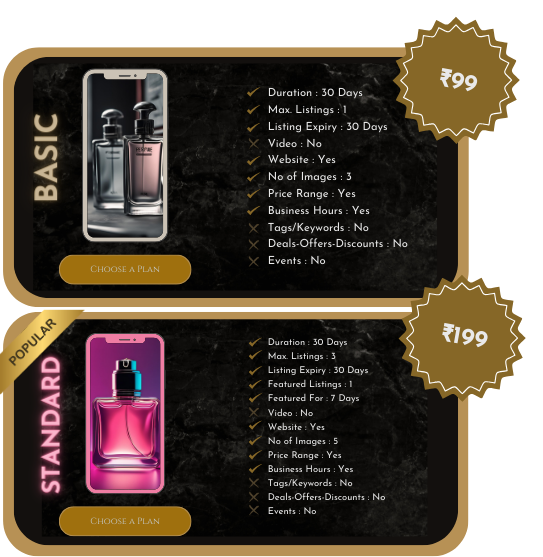 ₹99
BASIC
Duration : 30 Days
Max. Listings : 1
Listing Expiry : 30 Days
Video : No
Website : Yes
No of Images : 3
Price Range : Yes
Business Hours : Yes
Tags/Keywords : No
Deals-Offers-Discounts : No
Events : No
Choose a Plan
₹199
POPULAR
STANDARD
Duration : 30 Days
Max. Listings : 3
Listing Expiry : 30 Days
Featured Listings : 1
Featured For : 7 Days
Video : No
Website : Yes
No of Images : 5
Price Range : Yes
Business Hours : Yes
Tags/Keywords : No
Deals-Offers-Discounts : No
Events : No
Choose a Plan